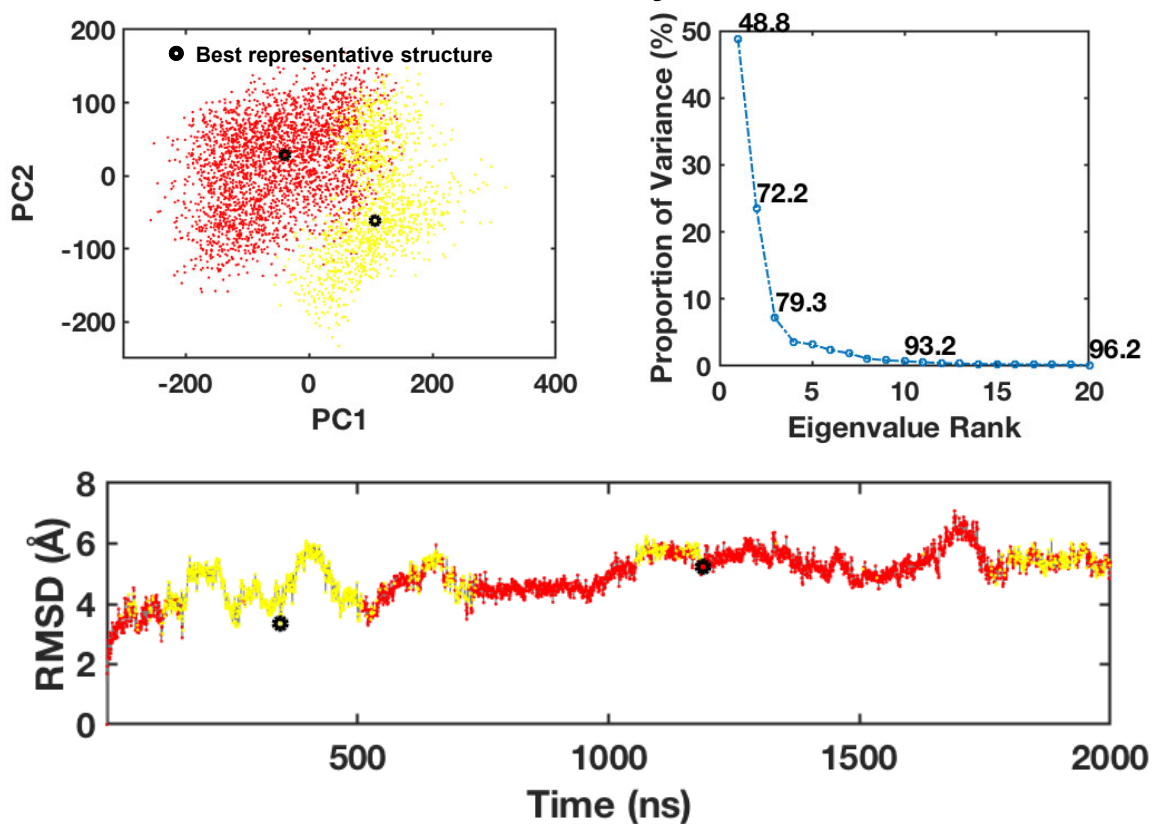 200
100
0
-100
-200
PC2
Best representative structure
-200 0 200 400
PC1
50
40
30
20
10
0
Proportion of Variance (%)
48.8
72.2
79.3
93.2
96.2
0 5 10 15 20
Eigenvalue Rank
8
6
4
2
0
RMSD (Å)
500 1000 1500 2000
Time (ns)